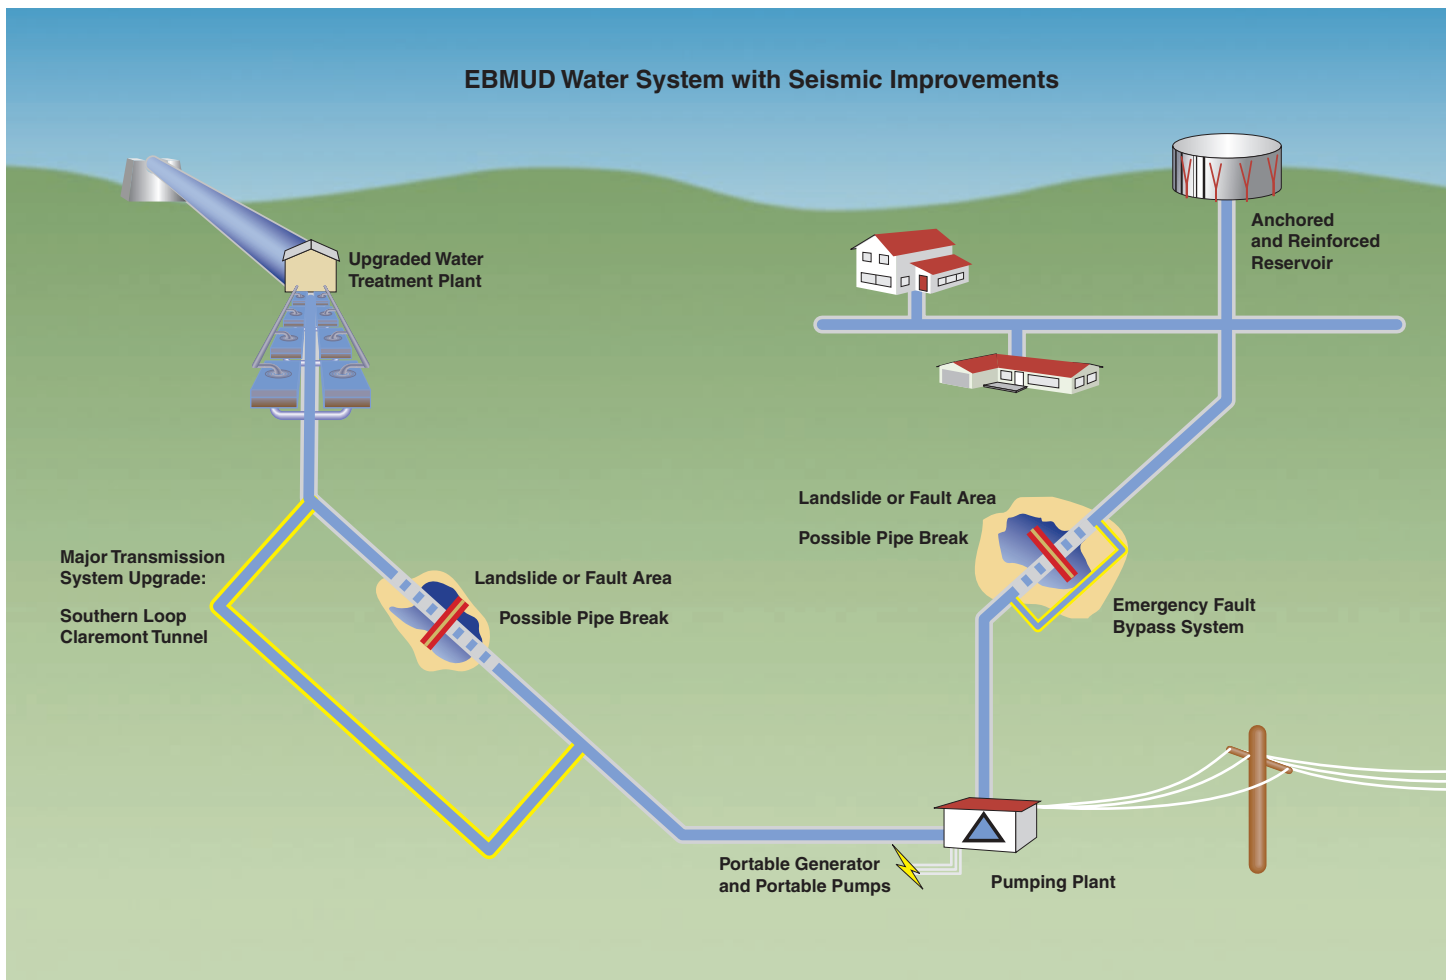 EBMUD Water System with Seismic Improvements
Anchored
and Reinforced
Reservoir
Upgraded Water
Treatment Plant
Landslide or Fault Area
Possible Pipe Break
Major Transmission
System Upgrade:
Southern Loop
Claremont Tunnel
Landslide or Fault Area
Possible Pipe Break
Emergency Fault
Bypass System
Portable Generator
and Portable Pumps
Pumping Plant